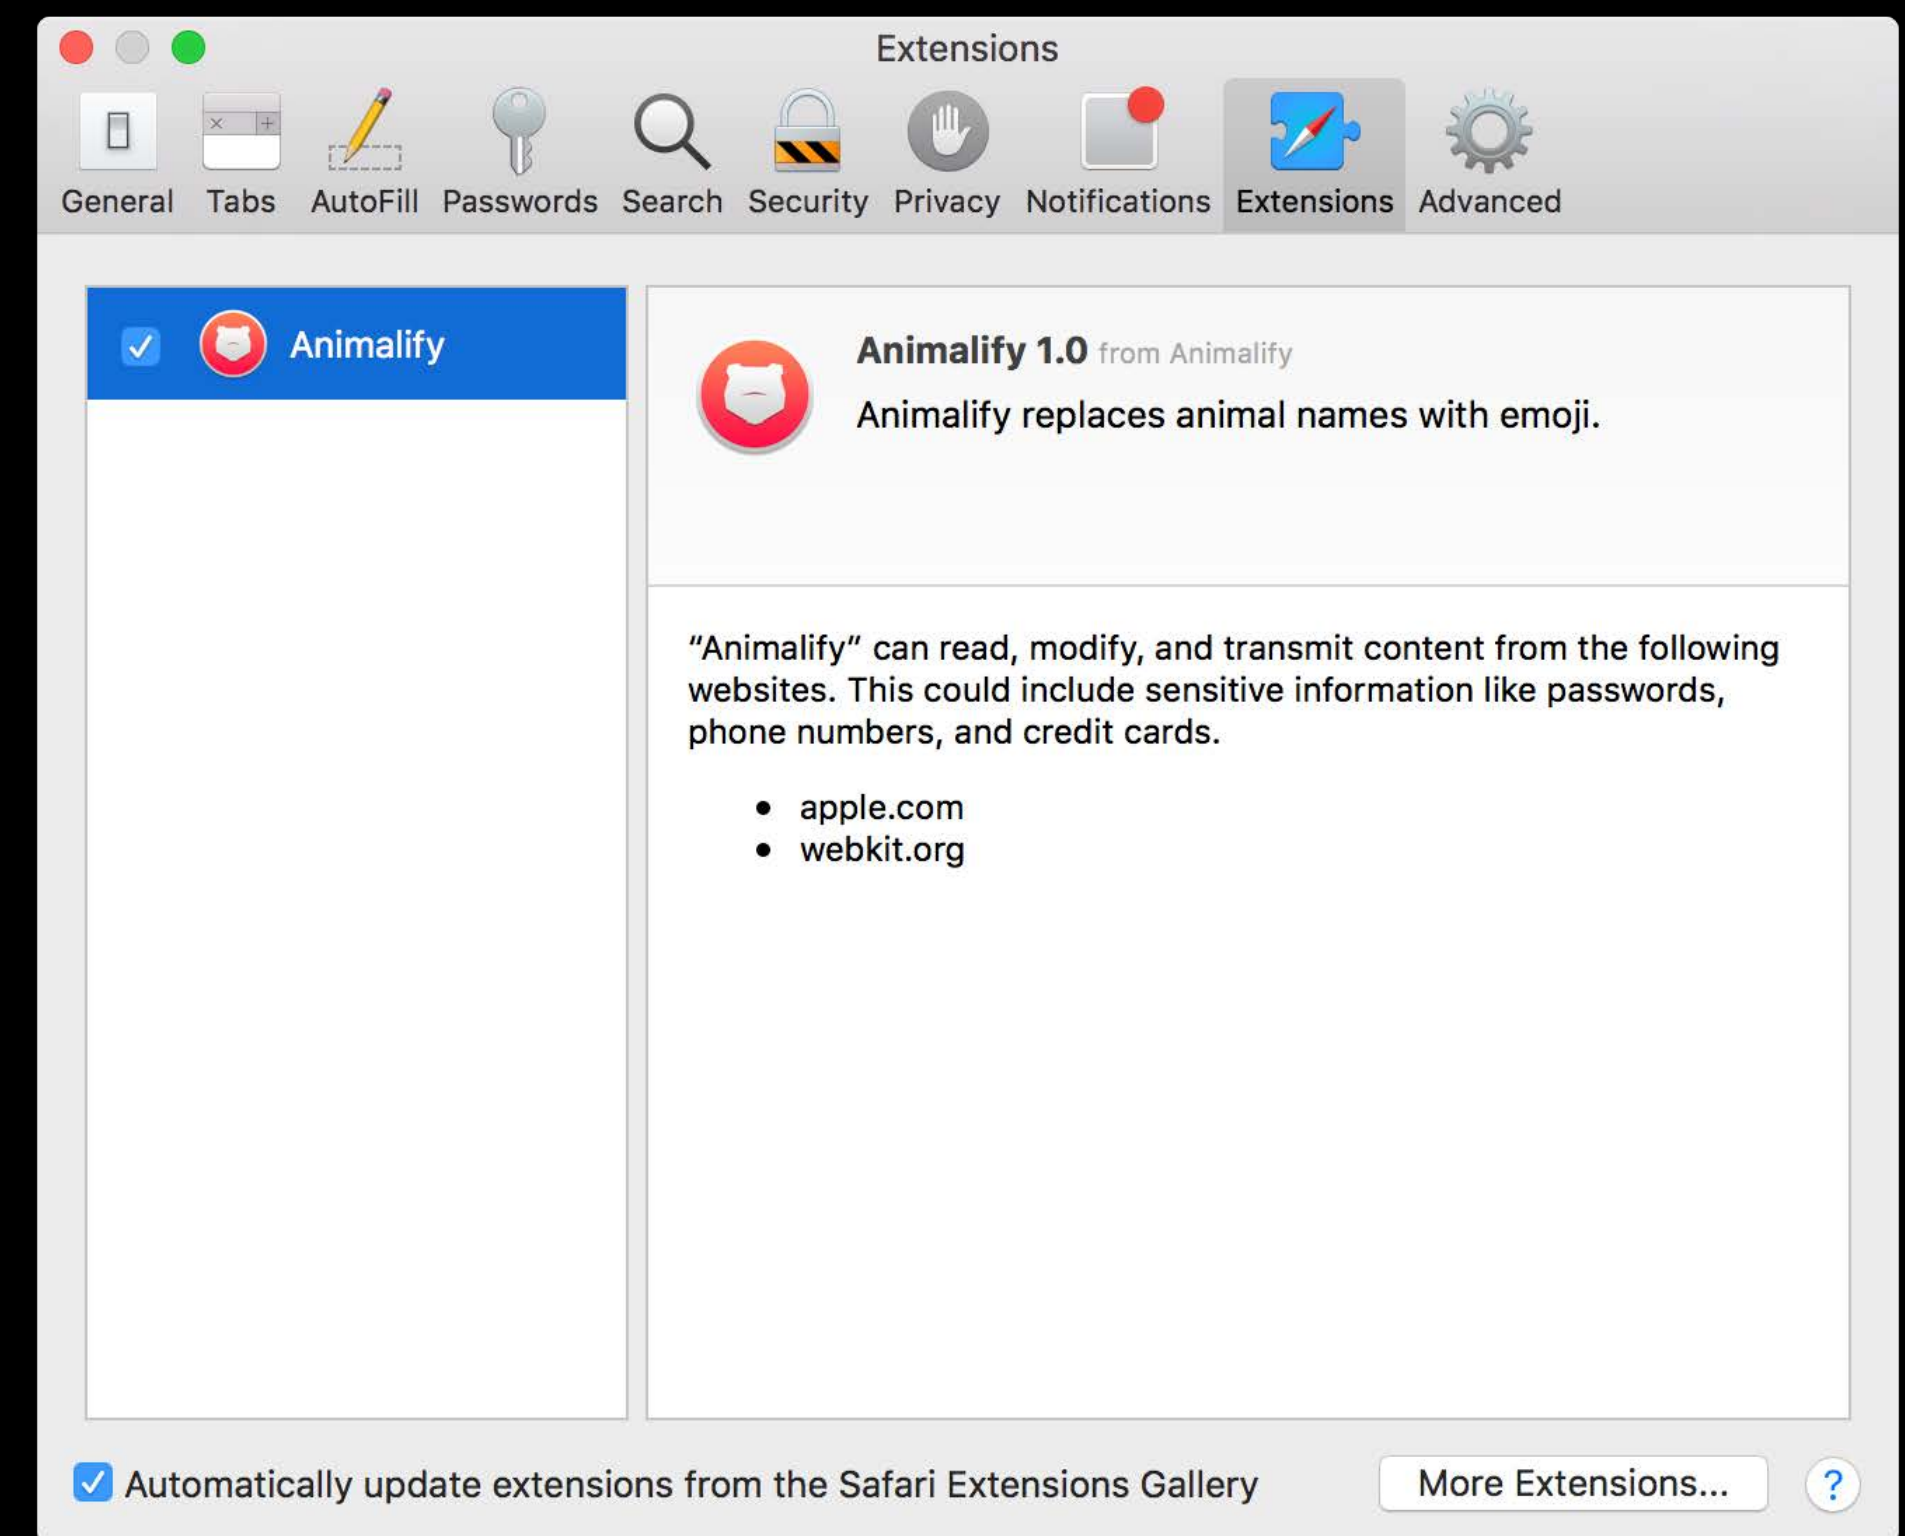 Extensions
General Tabs AutoFill Passwords Search Security Privacy Notifications Extensions Advanced
Animalify
Animalify 1.0 from Animalify
Animalify replaces animal names with emoji.
“Animalify” can read, modify, and transmit content from the following
websites. This could include sensitive information like passwords,
phone numbers, and credit cards.
• apple.com
• webkit.org
Automatically update extensions from the Safari Extensions Gallery
More Extensions...
?